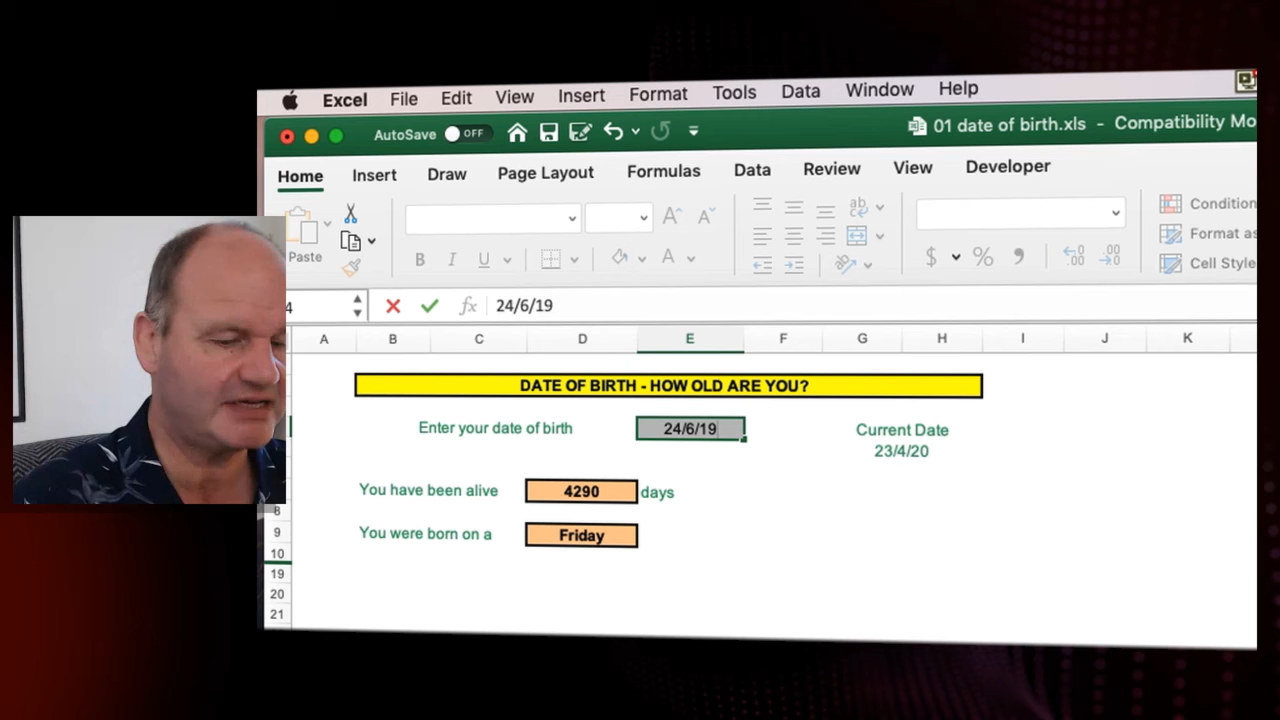 Excel File Edit View Insert Format Tools Data Window Help
AutoSave OFF 01 date of birth.xls - Compatibility Mo
Home Insert Draw Page Layout Formulas Data Review View Developer
Paste
B I U A A A ab $ % Condition
Format as
Cell Style
4 fx 24/6/19
A B C D E F G H I J K
DATE OF BIRTH - HOW OLD ARE YOU?
Enter your date of birth 24/6/19 Current Date
23/4/20
You have been alive 4290 days
8
You were born on a Friday
9
10
19
20
21